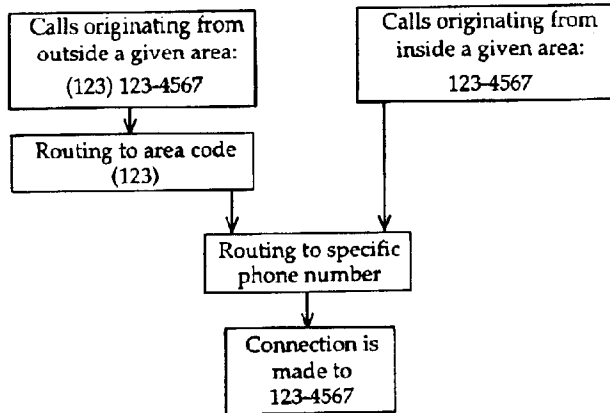 Calls originating from
outside a given area:
(123) 123-4567
Calls originating from
inside a given area:
123-4567
Routing to area code
(123)
Routing to specific
phone number
Connection is
made to
123-4567